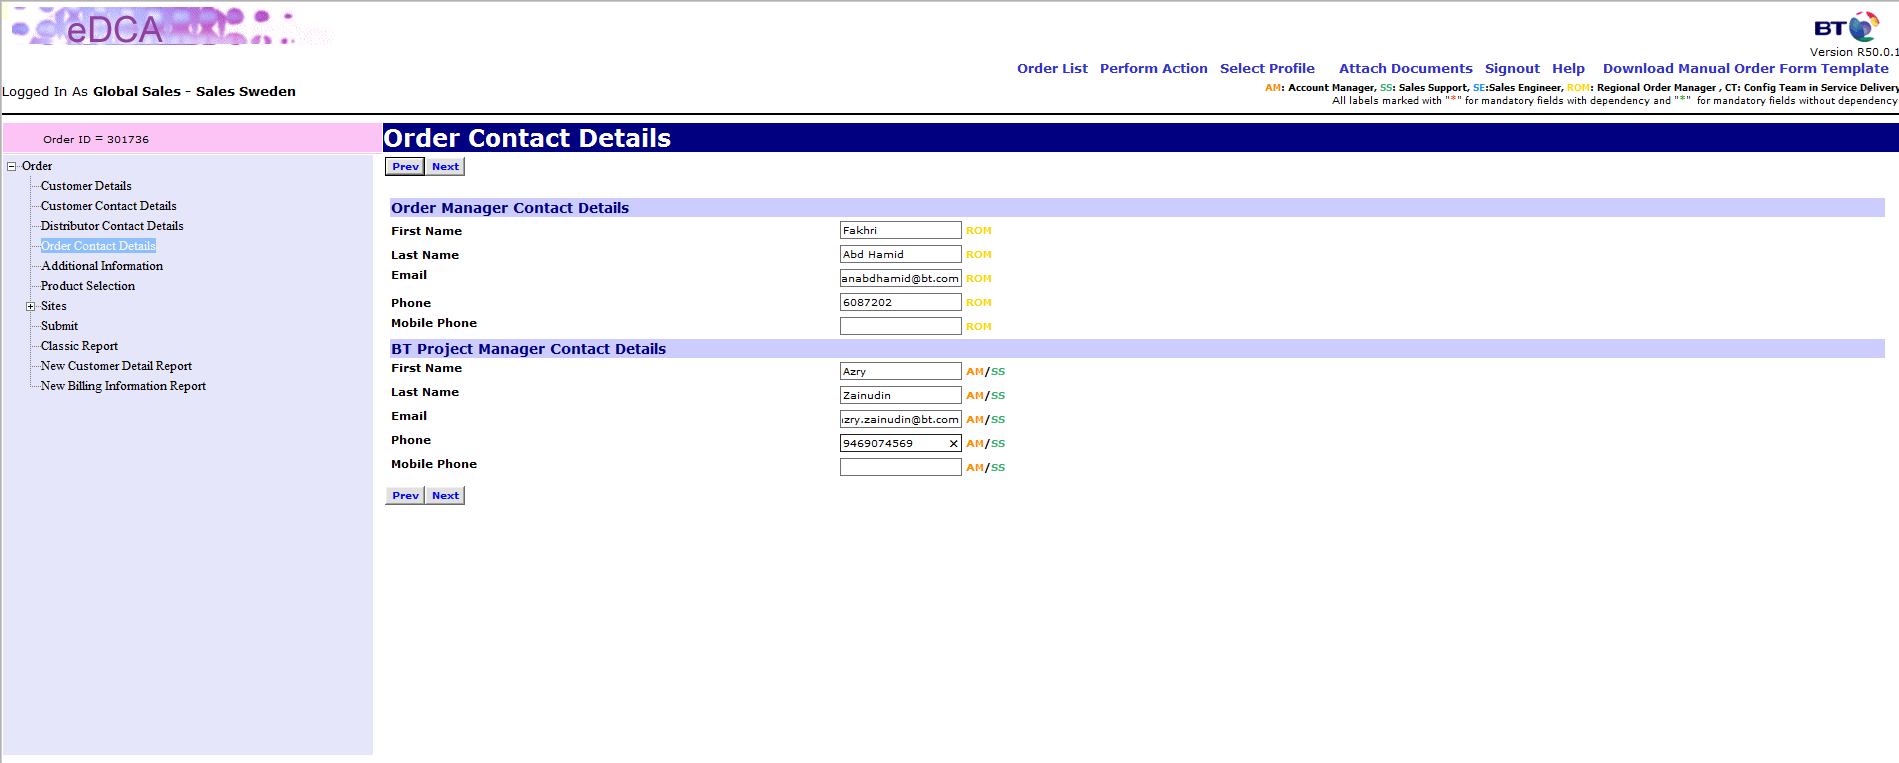 eDCA
BT
Version R50.0.1
Order List Perform Action Select Profile Attach Documents Signout Help Download Manual Order Form Template
Logged In As Global Sales - Sales Sweden
AM: Account Manager, SS: Sales Support, SE:Sales Engineer, ROM: Regional Order Manager , CT: Config Team in Service Delivery
All labels marked with "*" for mandatory fields with dependency and "*" for mandatory fields without dependency
Order ID = 301736
Order
Customer Details
Customer Contact Details
Distributor Contact Details
Order Contact Details
Additional Information
Product Selection
Sites
Submit
Classic Report
New Customer Detail Report
New Billing Information Report
Order Contact Details
Prev Next
Order Manager Contact Details
First Name Fakhri ROM
Last Name Abd Hamid ROM
Email anabdhamid@bt.com ROM
Phone 6087202 ROM
Mobile Phone ROM
BT Project Manager Contact Details
First Name Azry AM/SS
Last Name Zainudin AM/SS
Email zry.zainudin@bt.com AM/SS
Phone 9469074569 AM/SS
Mobile Phone AM/SS
Prev Next